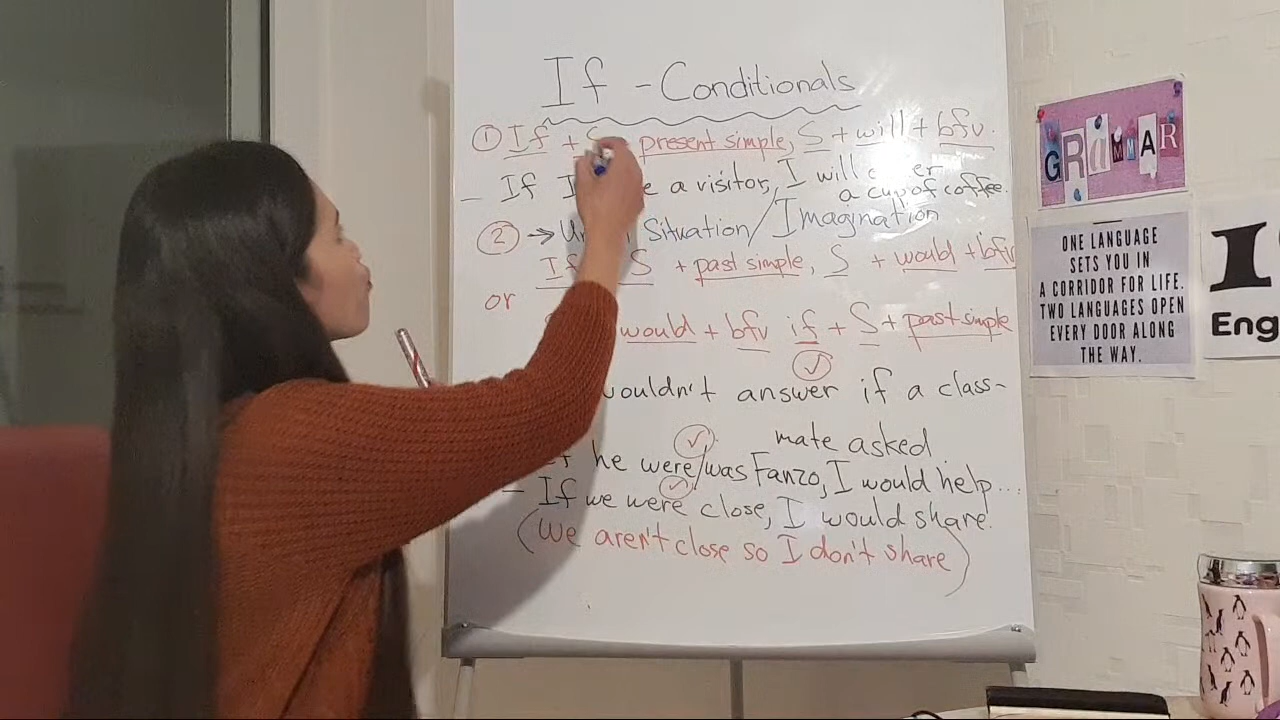 If - Conditionals
① If + S present simple, S + will + bfv.
- If I a visitor, I will
a cup of coffee.
② → Situation/Imagination
If S + past simple, S + would + bfv
or
would + bfv if + S + past simple
wouldn't answer if a class-
mate asked
he were/was Fanzo, I would help...
- If we were close, I would share.
(We aren't close so I don't share)
GRAMMAR
ONE LANGUAGE
SETS YOU IN
A CORRIDOR FOR LIFE.
TWO LANGUAGES OPEN
EVERY DOOR ALONG
THE WAY.
I
Eng